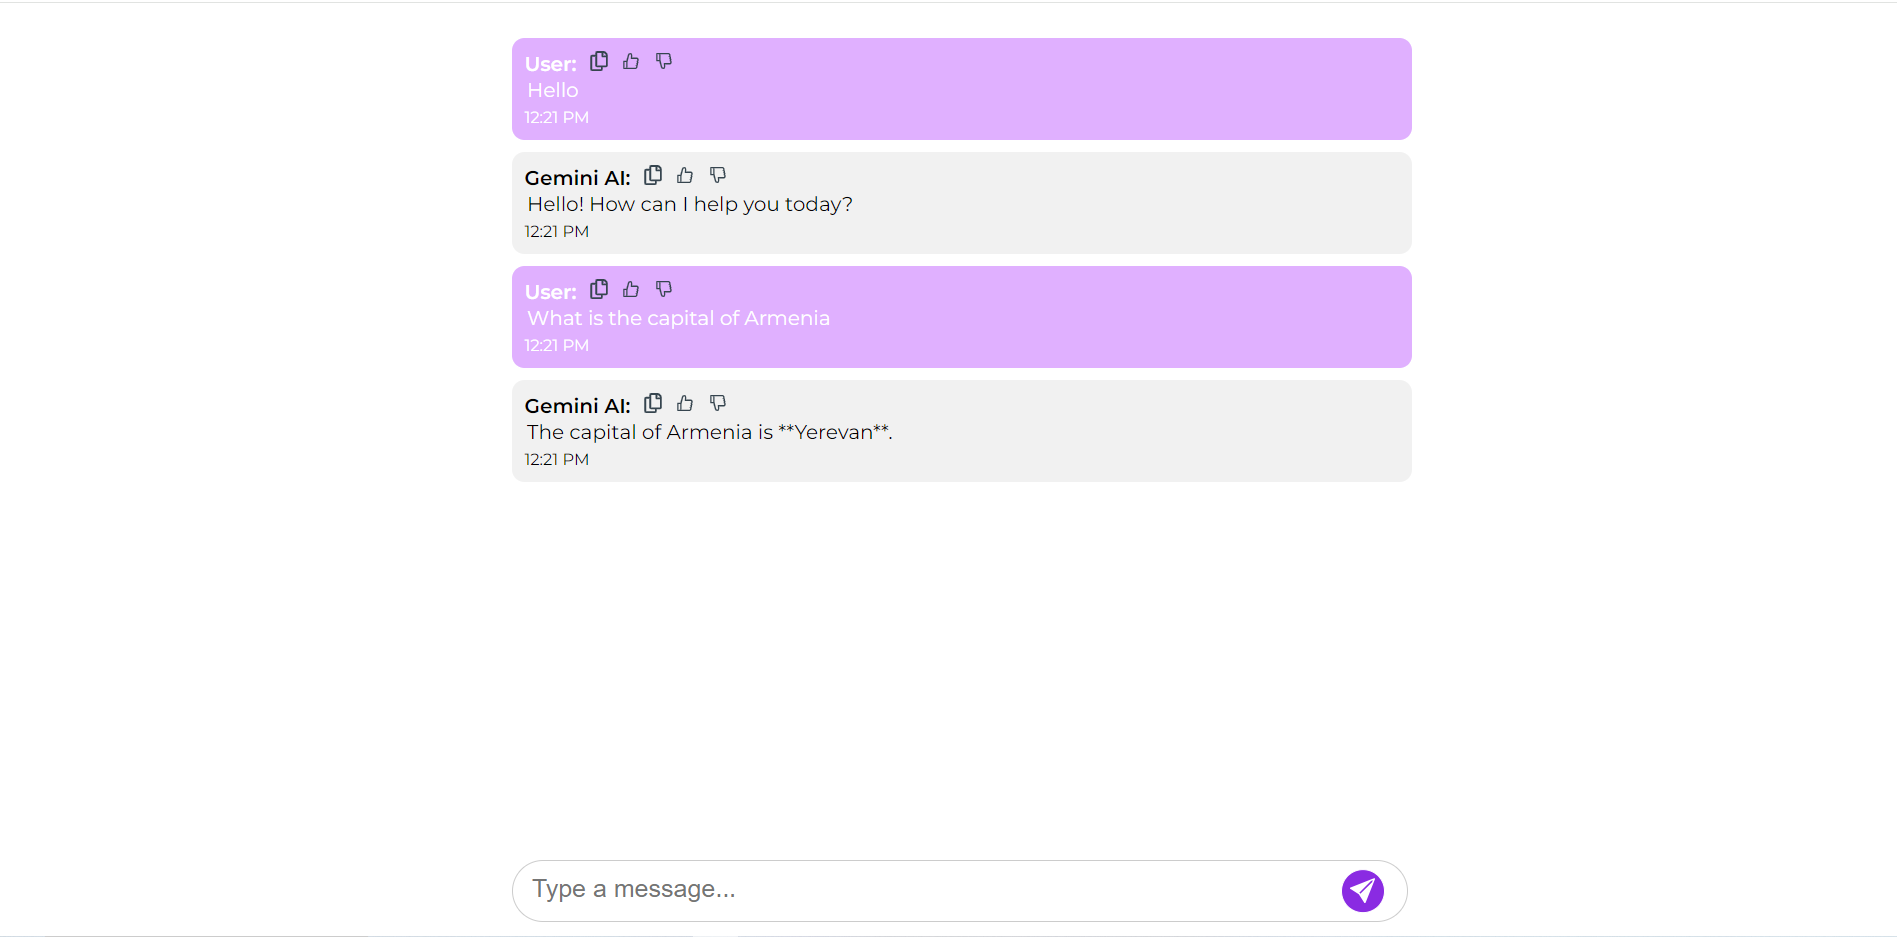 User:
Hello
12:21 PM
Gemini AI:
Hello! How can I help you today?
12:21 PM
User:
What is the capital of Armenia
12:21 PM
Gemini AI:
The capital of Armenia is **Yerevan**.
12:21 PM
Type a message...